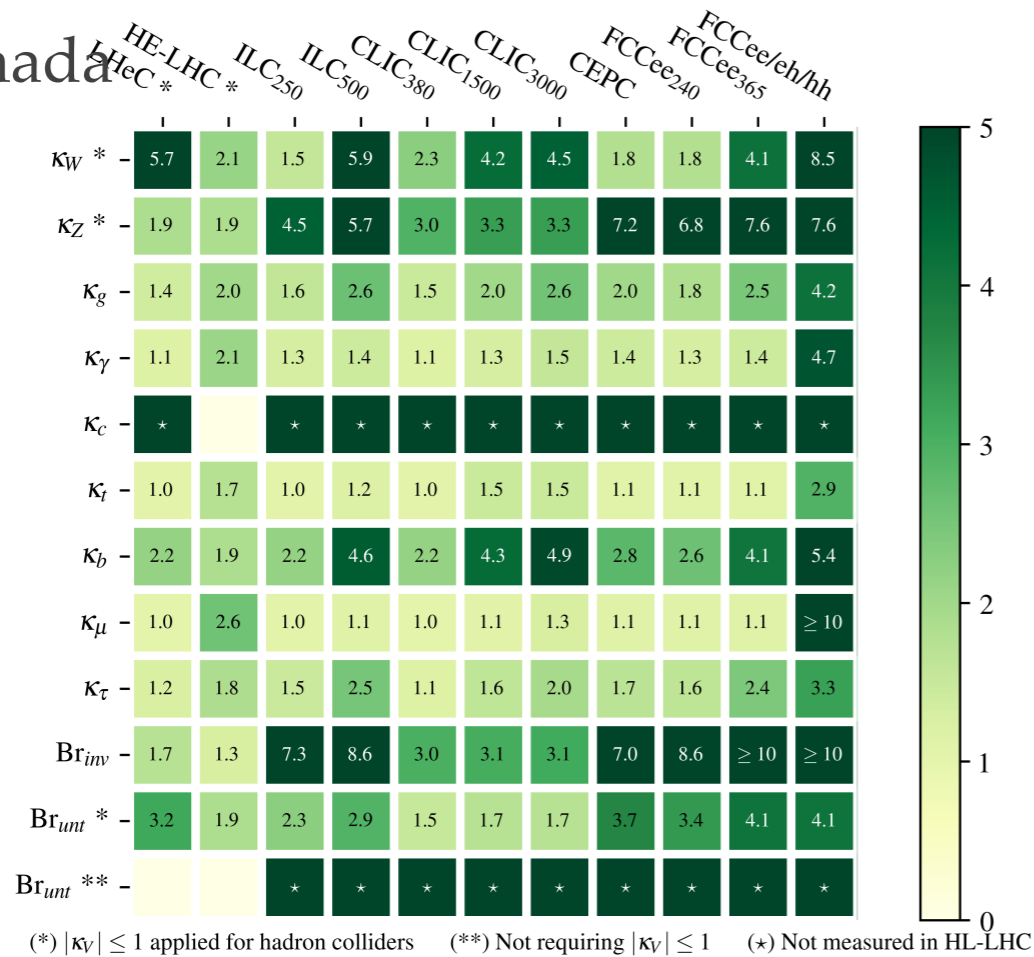 nada
LHeC * HE-LHC * ILC250 ILC500 CLIC380 CLIC1500 CLIC3000 CEPC FCCee240 FCCee365 FCCee/eh/hh
κW * 5.7 2.1 1.5 5.9 2.3 4.2 4.5 1.8 1.8 4.1 8.5
κZ * 1.9 1.9 4.5 5.7 3.0 3.3 3.3 7.2 6.8 7.6 7.6
κg 1.4 2.0 1.6 2.6 1.5 2.0 2.6 2.0 1.8 2.5 4.2
κγ 1.1 2.1 1.3 1.4 1.1 1.3 1.5 1.4 1.3 1.4 4.7
κc ⋆ ⋆ ⋆ ⋆ ⋆ ⋆ ⋆ ⋆ ⋆ ⋆
κt 1.0 1.7 1.0 1.2 1.0 1.5 1.5 1.1 1.1 1.1 2.9
κb 2.2 1.9 2.2 4.6 2.2 4.3 4.9 2.8 2.6 4.1 5.4
κμ 1.0 2.6 1.0 1.1 1.0 1.1 1.3 1.1 1.1 1.1 ≥ 10
κτ 1.2 1.8 1.5 2.5 1.1 1.6 2.0 1.7 1.6 2.4 3.3
Brinv 1.7 1.3 7.3 8.6 3.0 3.1 3.1 7.0 8.6 ≥ 10 ≥ 10
Brunt * 3.2 1.9 2.3 2.9 1.5 1.7 1.7 3.7 3.4 4.1 4.1
Brunt ** ⋆ ⋆ ⋆ ⋆ ⋆ ⋆ ⋆ ⋆ ⋆
5
4
3
2
1
0
(*) |κV| ≤ 1 applied for hadron colliders (**) Not requiring |κV| ≤ 1 (⋆) Not measured in HL-LHC